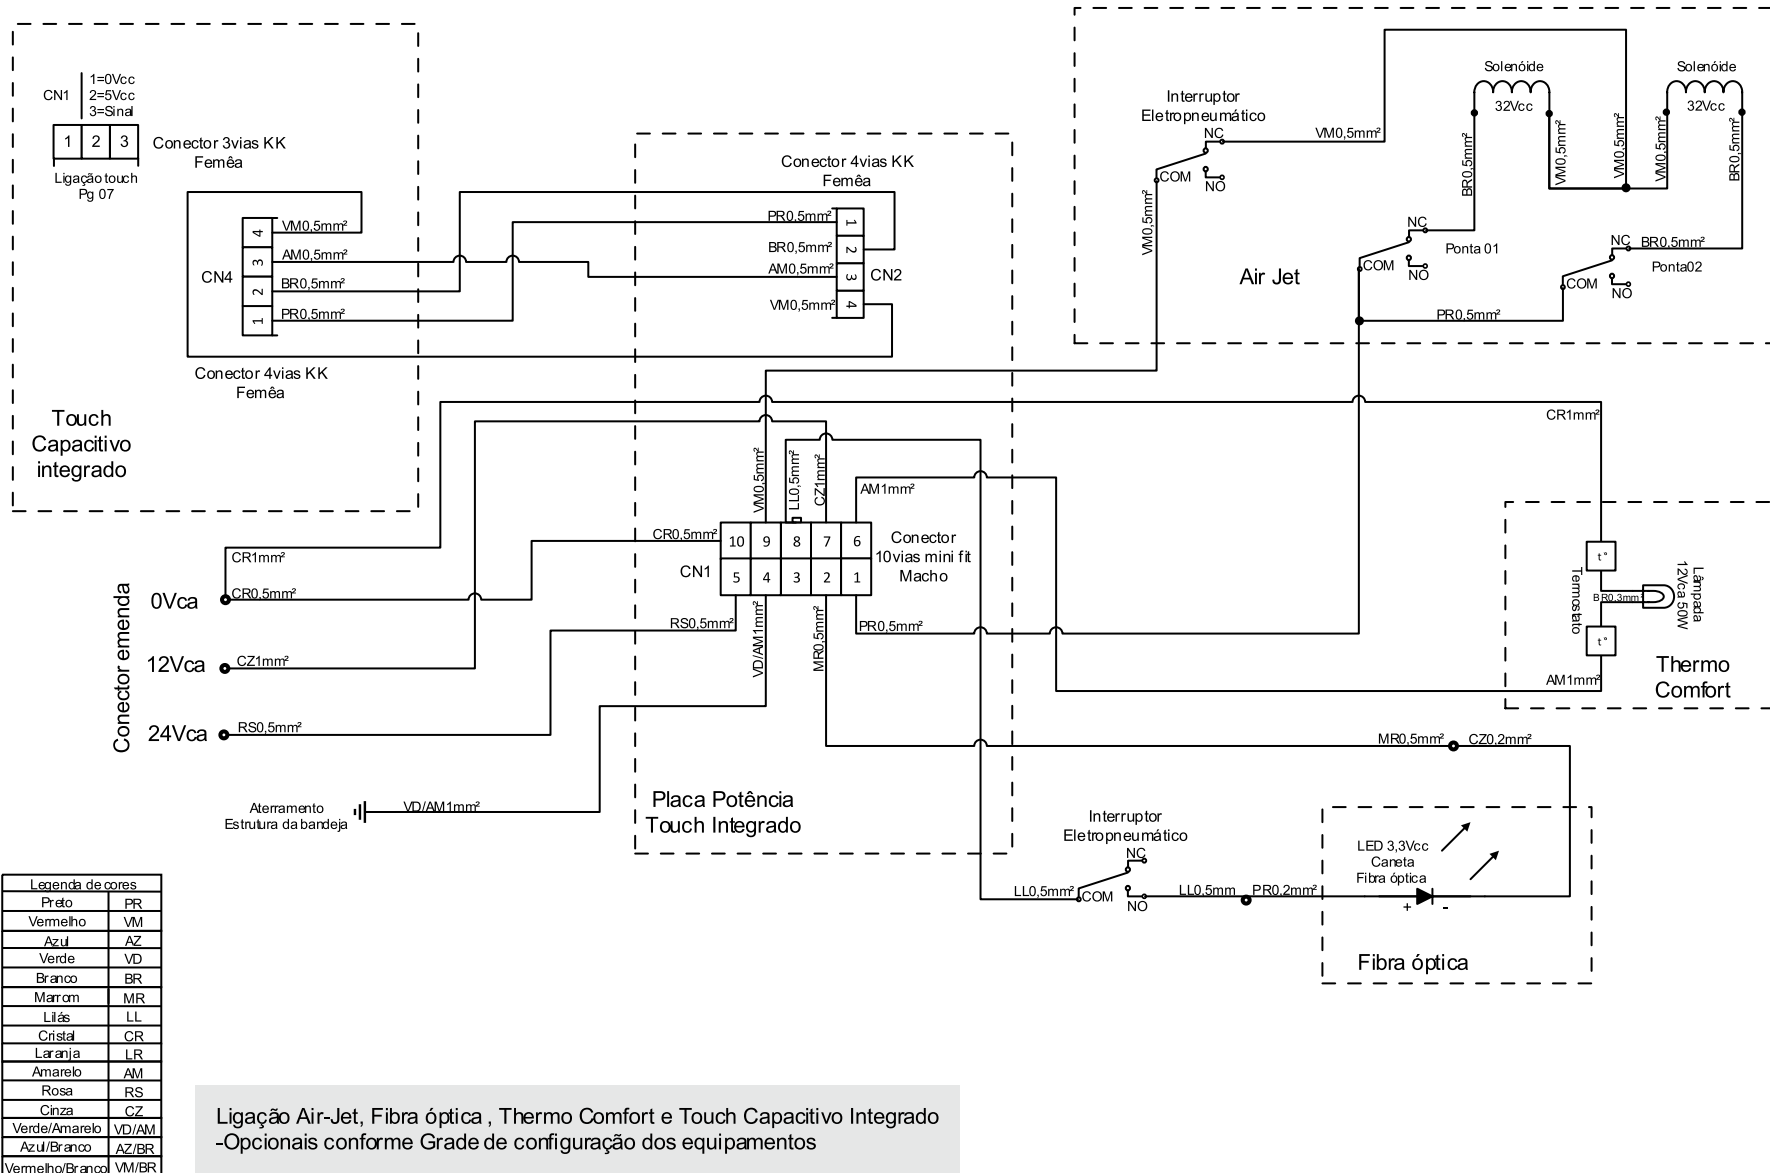 CN1
1=0Vcc
2=5Vcc
3=Sinal
1 2 3
Conector 3vias KK
Femêa
Ligação touch
Pg 07
CN4
4 VM0,5mm²
3 AM0,5mm²
2 BR0,5mm²
1 PR0,5mm²
Conector 4vias KK
Femêa
Touch
Capacitivo
integrado
Conector 4vias KK
Femêa
PR0,5mm² 1
BR0,5mm² 2
AM0,5mm² 3
VM0,5mm² 4
CN2
Interruptor
Eletropneumático
NC
COM
NO
VM0,5mm²
VM0,5mm²
Solenóide
32Vcc
Solenóide
32Vcc
BR0,5mm²
VM0,5mm²
VM0,5mm²
VM0,5mm²
BR0,5mm²
NC
COM
NO
Ponta 01
NC
BR0,5mm²
COM
NO
Ponta02
PR0,5mm²
Air Jet
CR1mm²
VM0,5mm²
LL0,5mm²
CZ1mm²
AM1mm²
CR0,5mm²
10 9 8 7 6
5 4 3 2 1
CN1
Conector
10vias mini fit
Macho
RS0,5mm²
VD/AM1mm²
MR0,5mm²
PR0,5mm²
Conector emenda
CR1mm²
0Vca
CR0,5mm²
12Vca
CZ1mm²
24Vca
RS0,5mm²
Aterramento
Estrutura da bandeja
VD/AM1mm²
Placa Potência
Touch Integrado
t°
Termostato
BR0,3mm²
Lâmpada
12Vca 50W
t°
AM1mm²
Thermo
Comfort
MR0,5mm²
CZ0,2mm²
Interruptor
Eletropneumático
NC
LL0,5mm²
COM
NO
LL0,5mm
PR0,2mm²
LED 3,3Vcc
Caneta
Fibra óptica
+ -
Fibra óptica
Legenda de cores
Preto PR
Vermelho VM
Azul AZ
Verde VD
Branco BR
Marrom MR
Lilás LL
Cristal CR
Laranja LR
Amarelo AM
Rosa RS
Cinza CZ
Verde/Amarelo VD/AM
Azul/Branco AZ/BR
Vermelho/Branco VM/BR
Ligação Air-Jet, Fibra óptica , Thermo Comfort e Touch Capacitivo Integrado
-Opcionais conforme Grade de configuração dos equipamentos